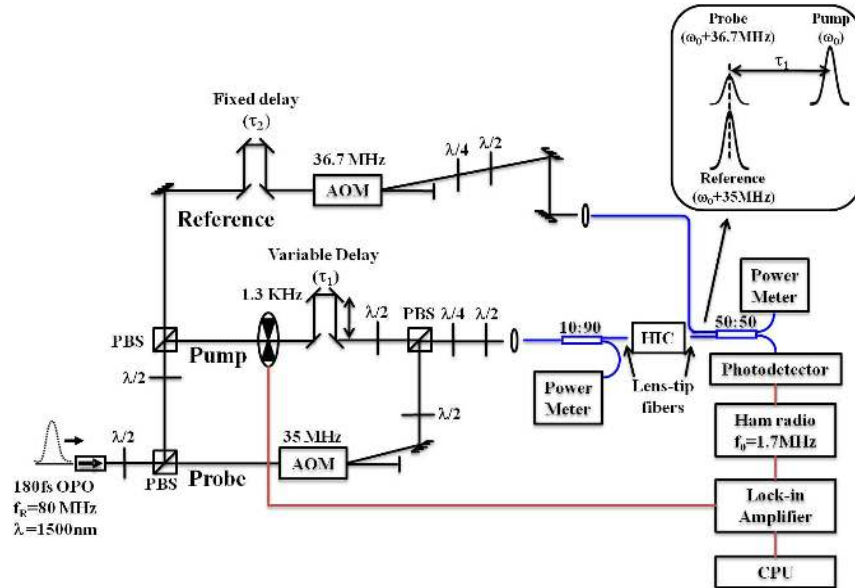 Probe
(ω₀+36.7MHz)
Pump
(ω₀)
τ₁
Reference
(ω₀+35MHz)
Fixed delay
(τ₂)
36.7 MHz
AOM
λ/4
λ/2
Reference
Variable Delay
(τ₁)
1.3 KHz
PBS
Pump
λ/2
PBS
λ/4
λ/2
λ/2
λ/2
10:90
HIC
50:50
Power
Meter
Power
Meter
Lens-tip
fibers
Photodetector
Ham radio
f₀=1.7MHz
Lock-in
Amplifier
CPU
35 MHz
AOM
λ/2
PBS
Probe
180fs OPO
f_R=80 MHz
λ=1500nm